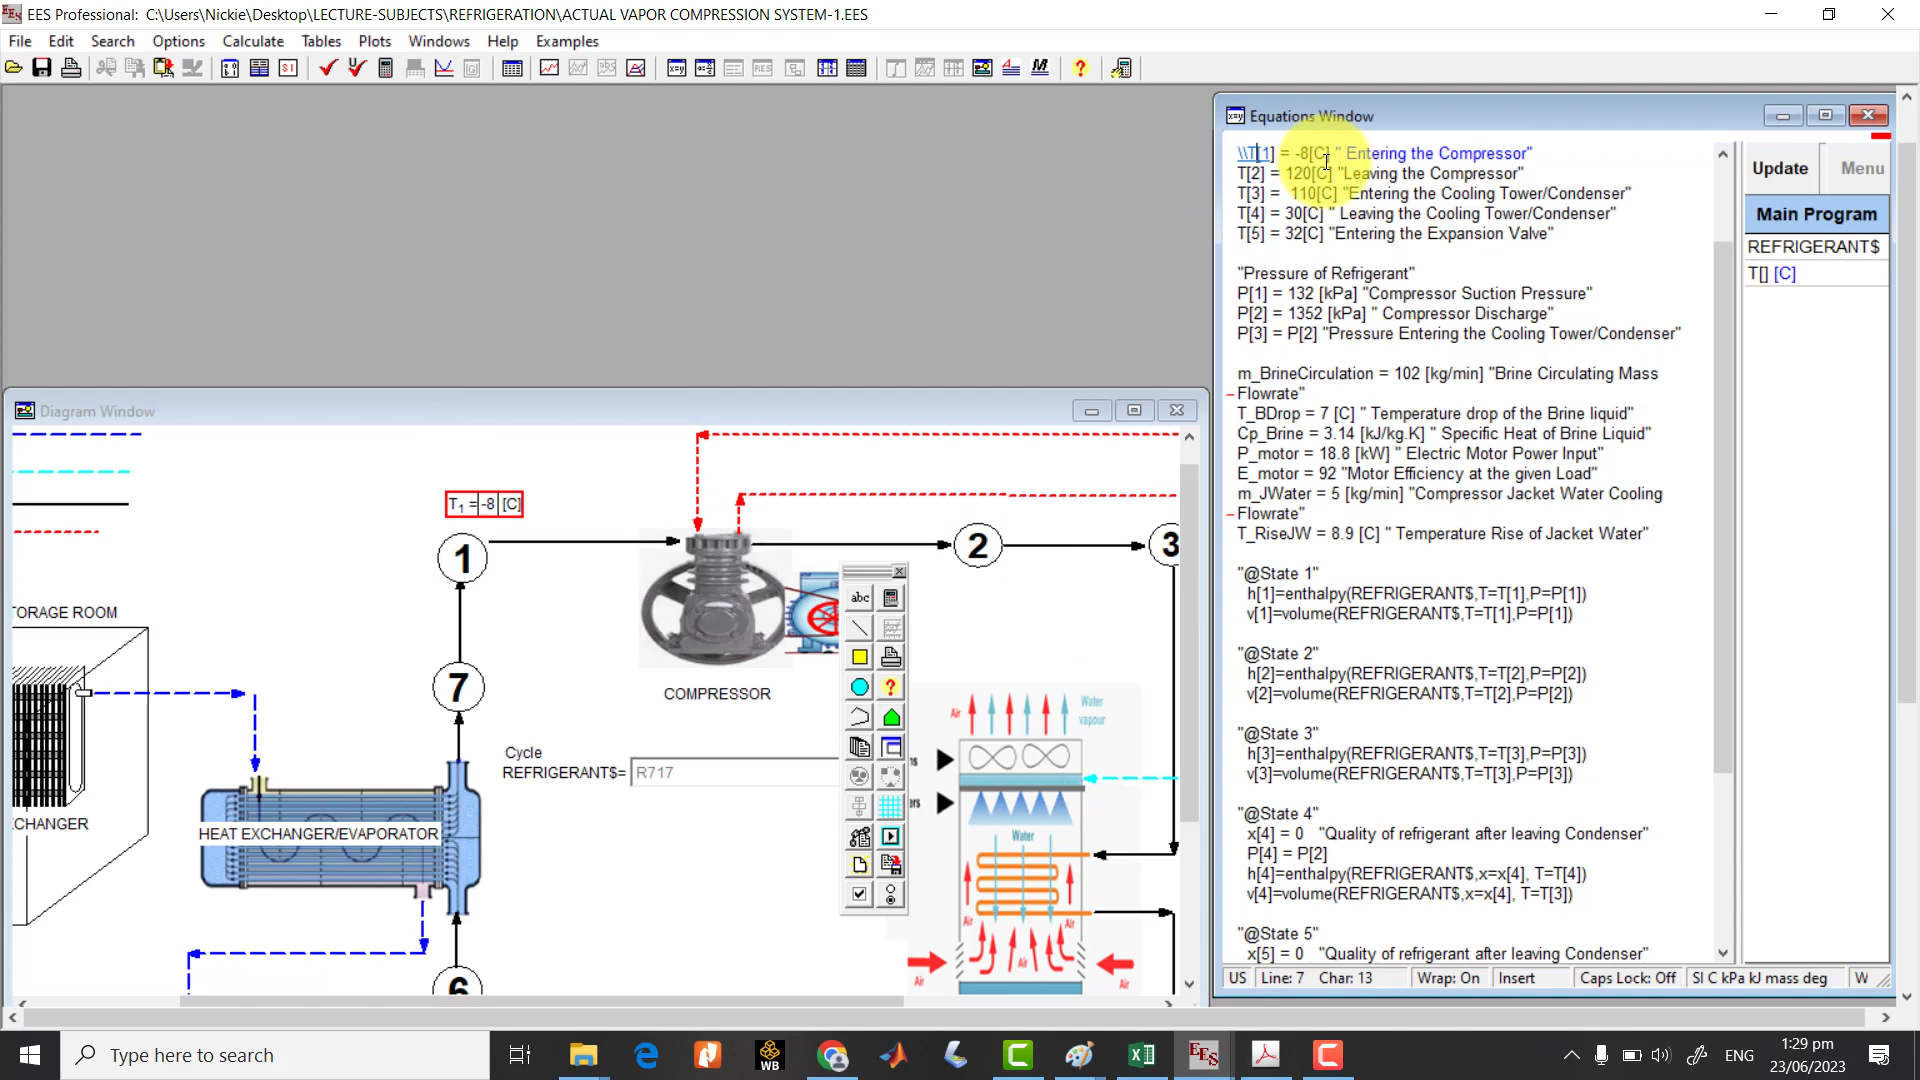 EES Professional: C:\Users\Nickie\Desktop\LECTURE-SUBJECTS\REFRIGERATION\ACTUAL VAPOR COMPRESSION SYSTEM-1.EES
File Edit Search Options Calculate Tables Plots Windows Help Examples
Equations Window
\\T[1] = -8[C] " Entering the Compressor"
T[2] = 120[C] "Leaving the Compressor"
T[3] =  110[C] "Entering the Cooling Tower/Condenser"
T[4] = 30[C] " Leaving the Cooling Tower/Condenser"
T[5] = 32[C] "Entering the Expansion Valve"
"Pressure of Refrigerant"
P[1] = 132 [kPa] "Compressor Suction Pressure"
P[2] = 1352 [kPa] " Compressor Discharge"
P[3] = P[2] "Pressure Entering the Cooling Tower/Condenser"
m_BrineCirculation = 102 [kg/min] "Brine Circulating Mass
Flowrate"
T_BDrop = 7 [C] " Temperature drop of the Brine liquid"
Cp_Brine = 3.14 [kJ/kg.K] " Specific Heat of Brine Liquid"
P_motor = 18.8 [kW] " Electric Motor Power Input"
E_motor = 92 "Motor Efficiency at the given Load"
m_JWater = 5 [kg/min] "Compressor Jacket Water Cooling
Flowrate"
T_RiseJW = 8.9 [C] " Temperature Rise of Jacket Water"
"@State 1"
h[1]=enthalpy(REFRIGERANT$,T=T[1],P=P[1])
v[1]=volume(REFRIGERANT$,T=T[1],P=P[1])
"@State 2"
h[2]=enthalpy(REFRIGERANT$,T=T[2],P=P[2])
v[2]=volume(REFRIGERANT$,T=T[2],P=P[2])
"@State 3"
h[3]=enthalpy(REFRIGERANT$,T=T[3],P=P[3])
v[3]=volume(REFRIGERANT$,T=T[3],P=P[3])
"@State 4"
x[4] = 0   "Quality of refrigerant after leaving Condenser"
P[4] = P[2]
h[4]=enthalpy(REFRIGERANT$,x=x[4], T=T[4])
v[4]=volume(REFRIGERANT$,x=x[4], T=T[3])
"@State 5"
x[5] = 0   "Quality of refrigerant after leaving Condenser"
US Line: 7 Char: 13 Wrap: On Insert Caps Lock: Off SI C kPa kJ mass deg W
Update Menu
Main Program
REFRIGERANT$
T[] [C]
Diagram Window
T1 = -8 [C]
1
2
3
7
6
abc
COMPRESSOR
TORAGE ROOM
CHANGER
HEAT EXCHANGER/EVAPORATOR
Cycle
REFRIGERANT$= R717
Air
Water
vapour
Air
ns
ers
Water
Air
Air
Air
Air
Air
Type here to search
WB
EES
ENG
1:29 pm
23/06/2023